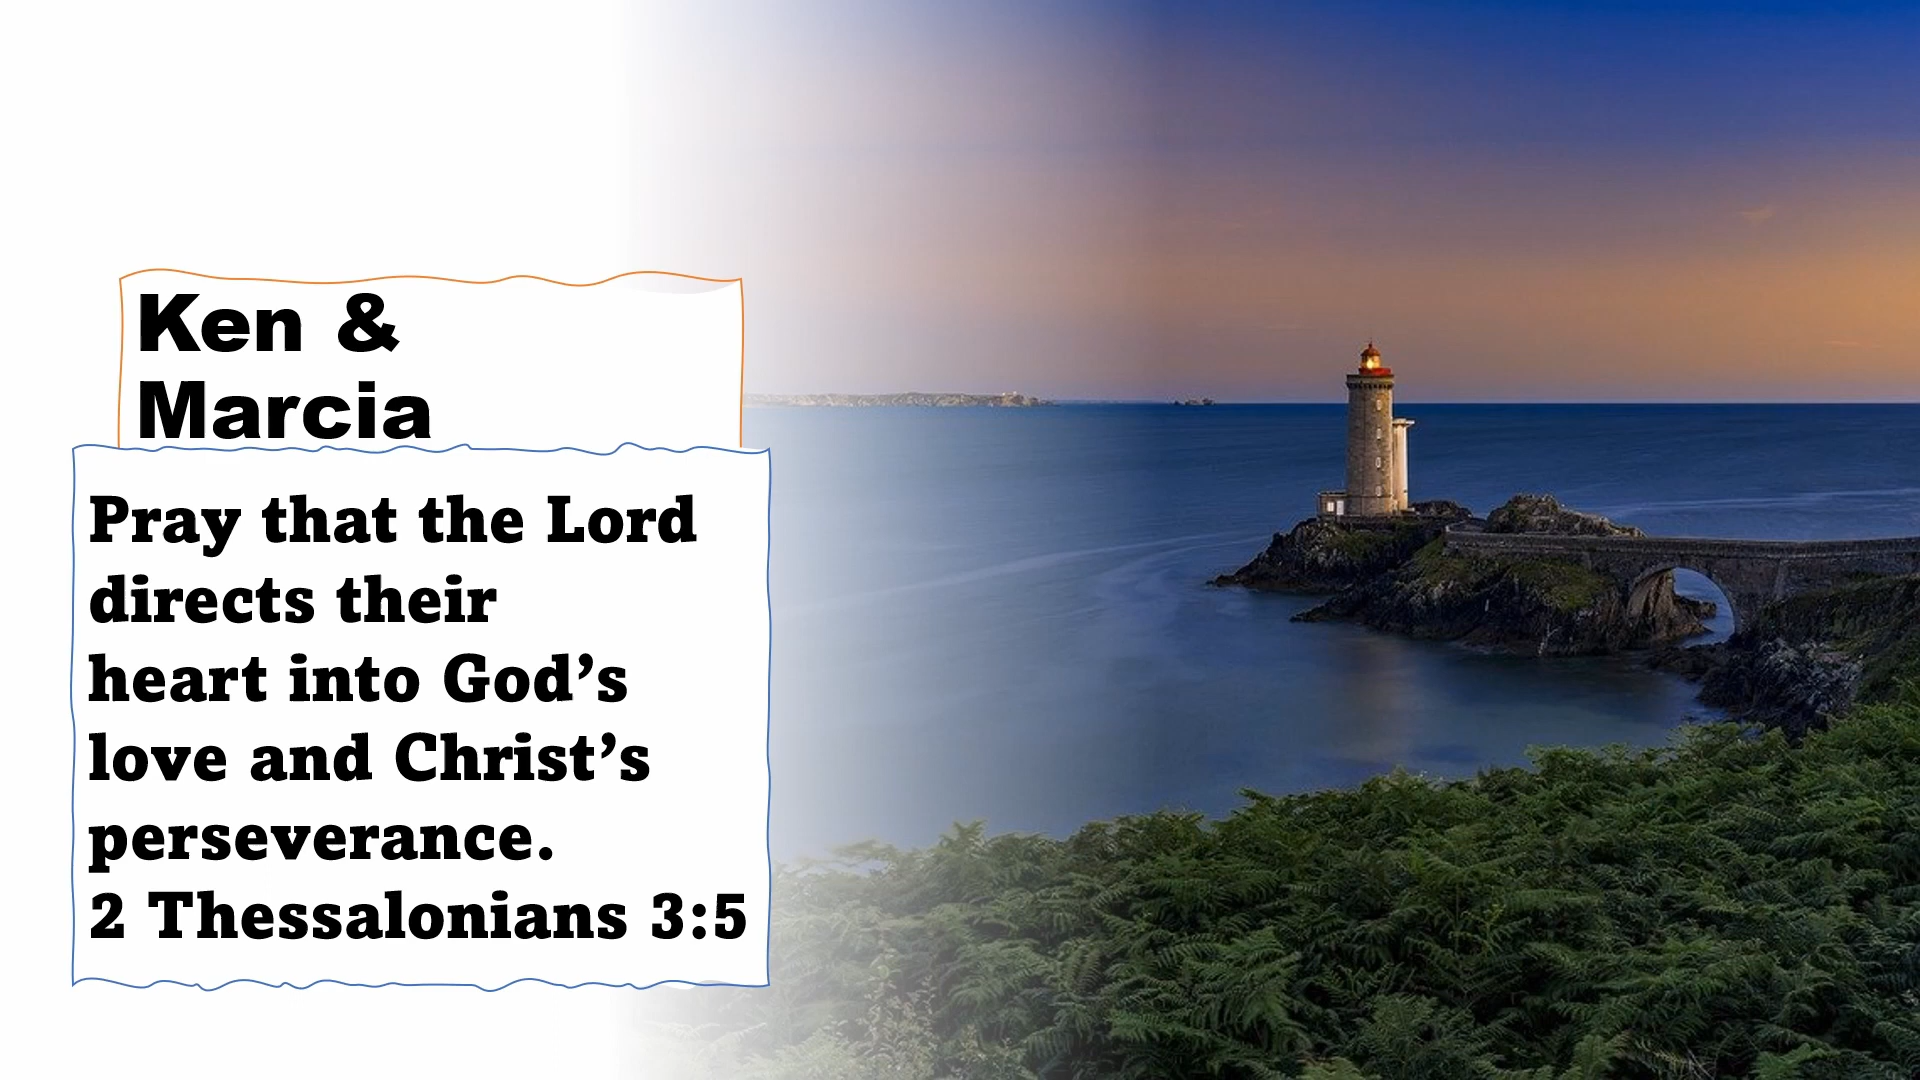 Ken &
Marcia
Pray that the Lord
directs their
heart into God’s
love and Christ’s
perseverance.
2 Thessalonians 3:5